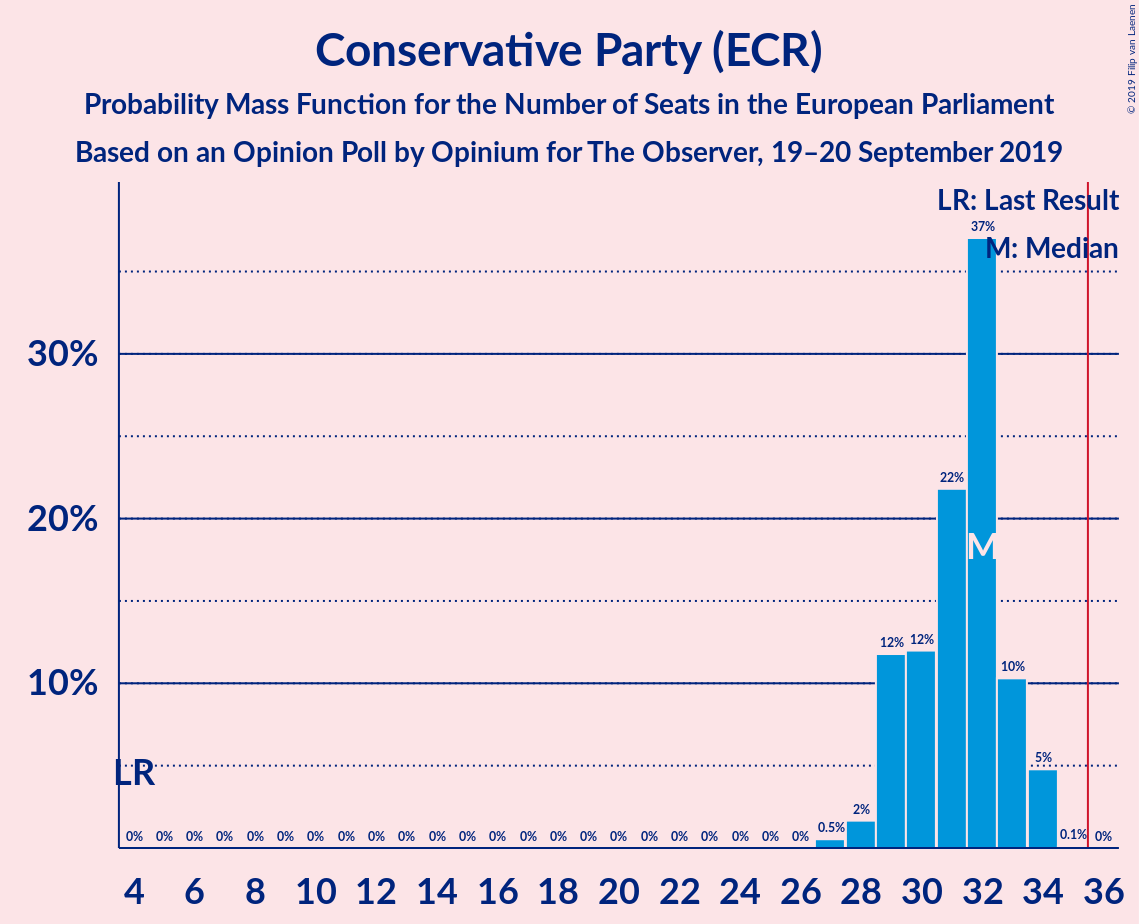 Conservative Party (ECR)
Probability Mass Function for the Number of Seats in the European Parliament
Based on an Opinion Poll by Opinium for The Observer, 19–20 September 2019
© 2019 Filip van Laenen
LR: Last Result
M: Median
30%
20%
10%
LR
M
0% 0% 0% 0% 0% 0% 0% 0% 0% 0% 0% 0% 0% 0% 0% 0% 0% 0% 0% 0% 0% 0% 0% 0.5% 2% 12% 12% 22% 37% 10% 5% 0.1% 0%
4 6 8 10 12 14 16 18 20 22 24 26 28 30 32 34 36